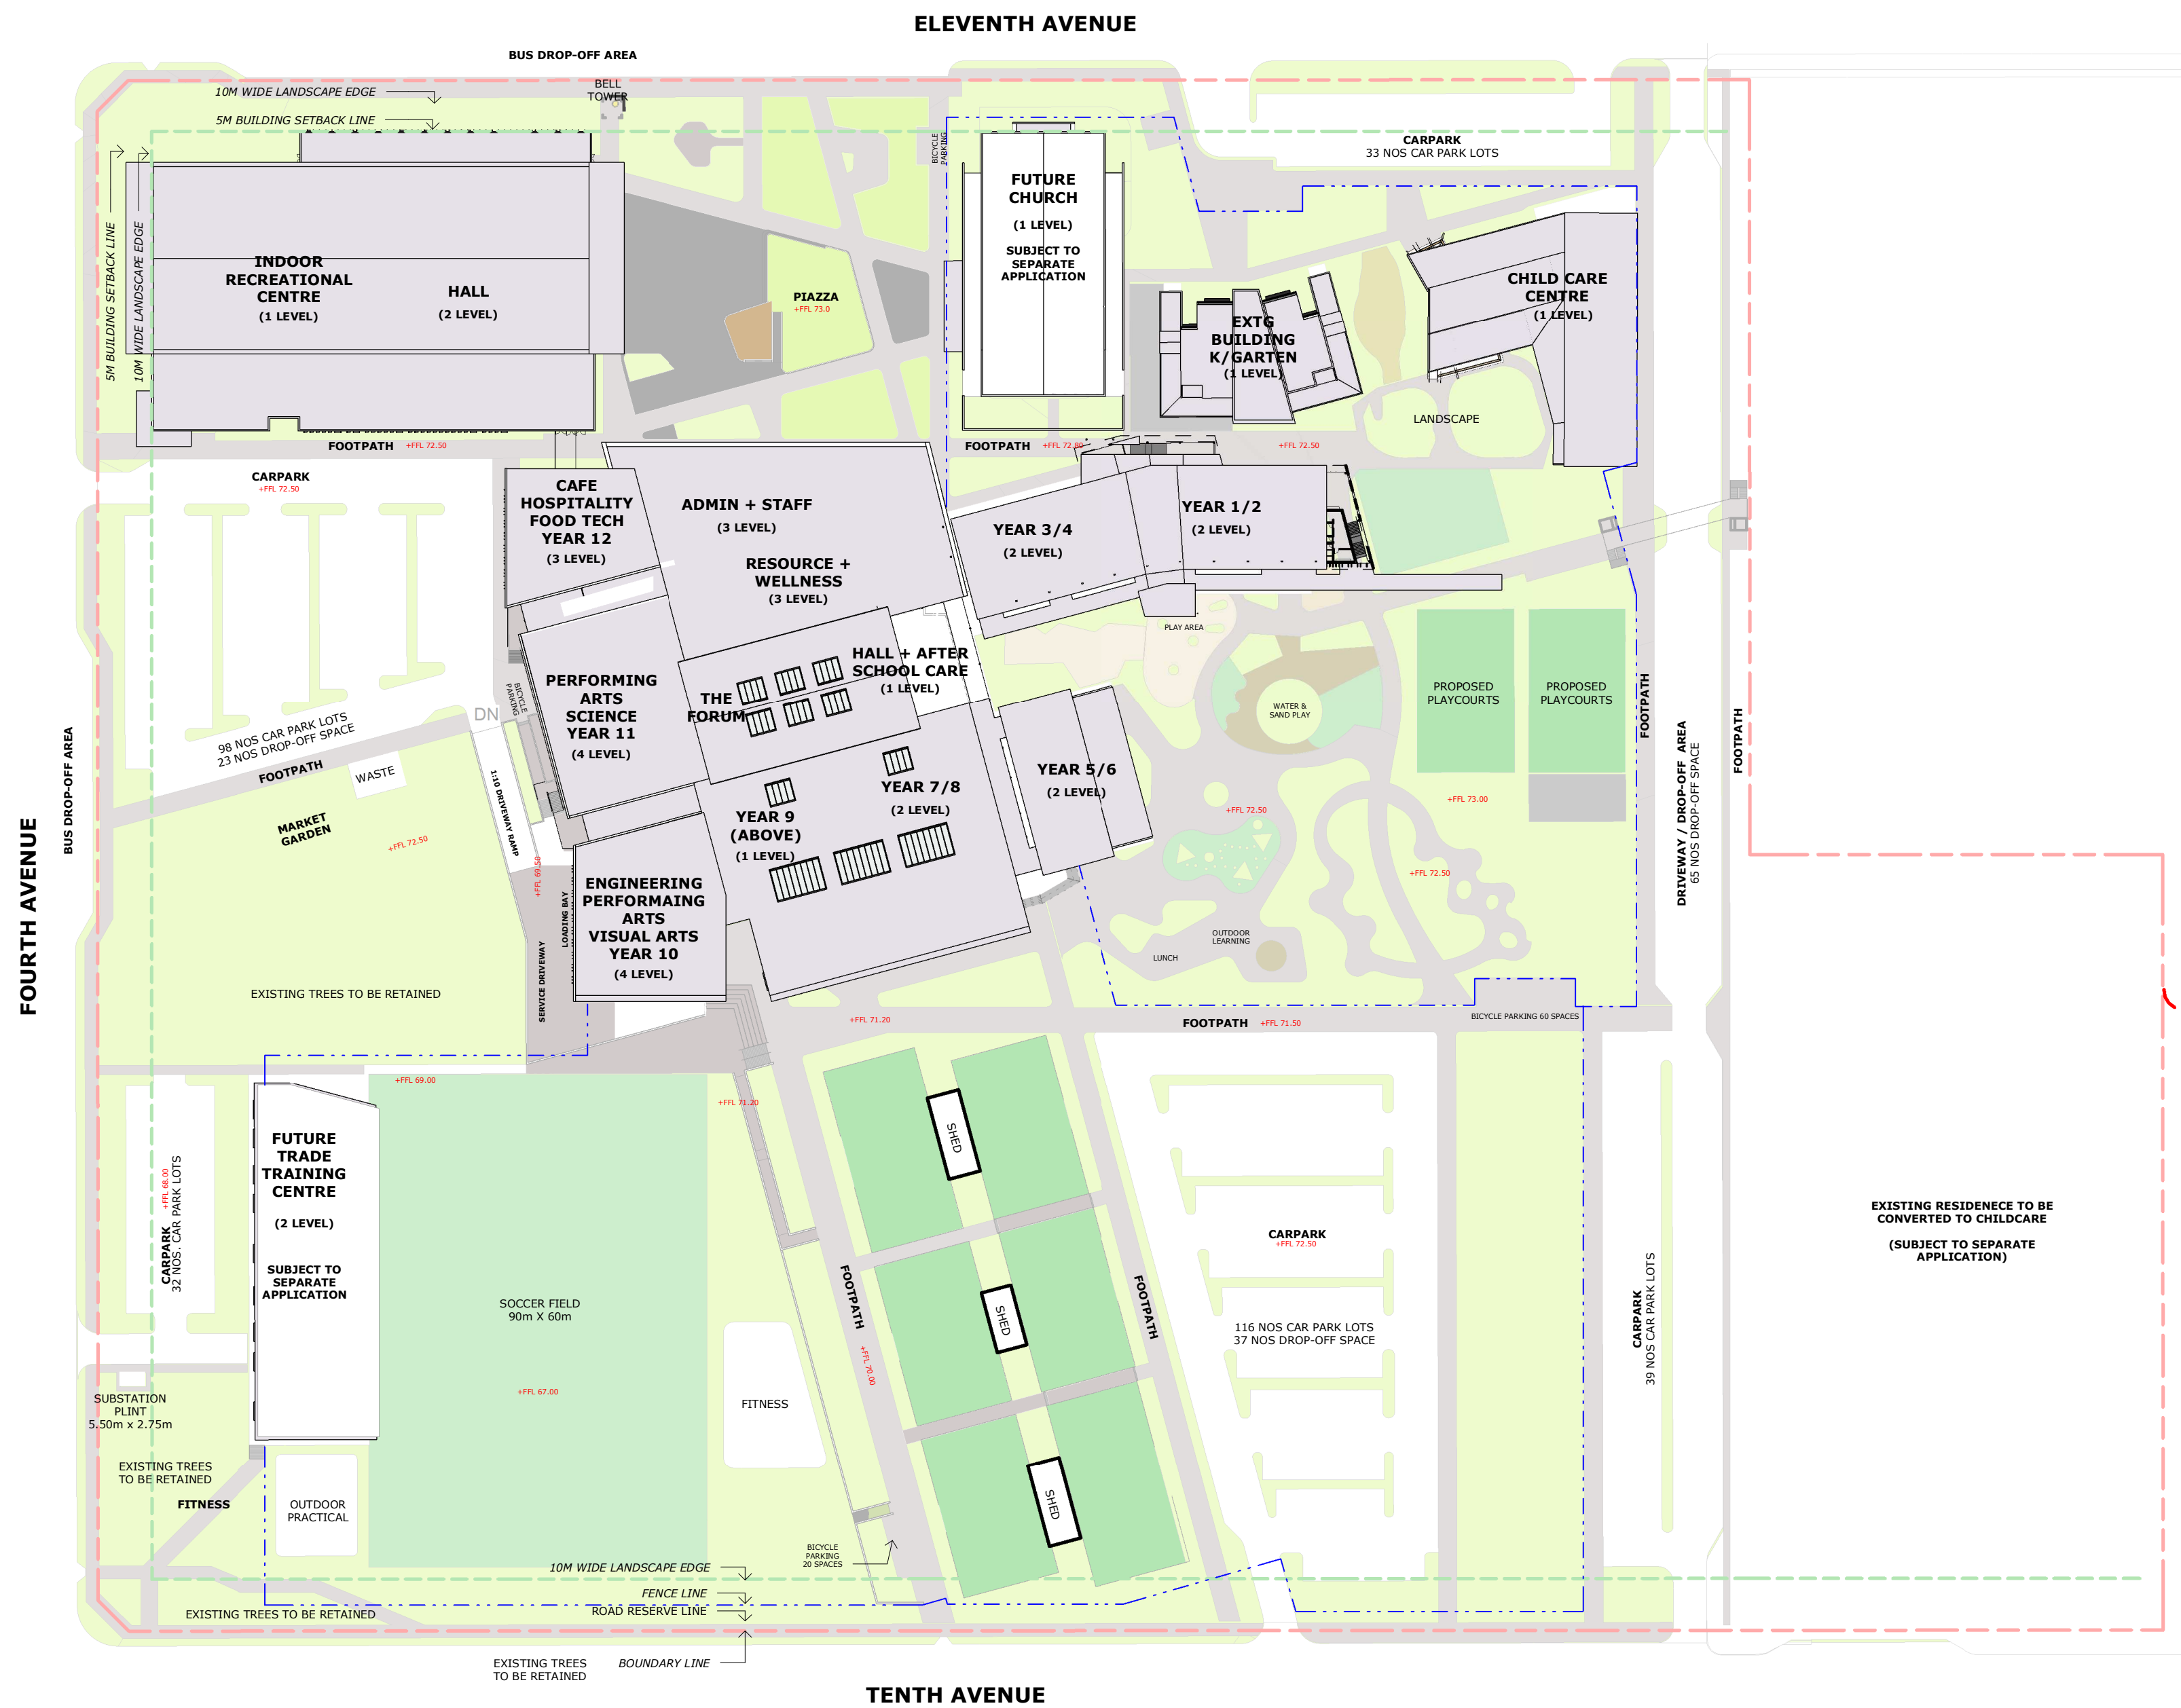 ELEVENTH AVENUE
BUS DROP-OFF AREA
10M WIDE LANDSCAPE EDGE
5M BUILDING SETBACK LINE
BELL
TOWER
5M BUILDING SETBACK LINE
10M WIDE LANDSCAPE EDGE
INDOOR
RECREATIONAL
CENTRE
(1 LEVEL)
HALL
(2 LEVEL)
PIAZZA
+FFL 73.0
BICYCLE
PARKING
FUTURE
CHURCH
(1 LEVEL)
SUBJECT TO
SEPARATE
APPLICATION
CARPARK
33 NOS CAR PARK LOTS
EXTG
BUILDING
K/GARTEN
(1 LEVEL)
CHILD CARE
CENTRE
(1 LEVEL)
LANDSCAPE
FOOTPATH
+FFL 72.50
FOOTPATH
+FFL 72.80
+FFL 72.50
CARPARK
+FFL 72.50
CAFE
HOSPITALITY
FOOD TECH
YEAR 12
(3 LEVEL)
ADMIN + STAFF
(3 LEVEL)
RESOURCE +
WELLNESS
(3 LEVEL)
YEAR 3/4
(2 LEVEL)
YEAR 1/2
(2 LEVEL)
PLAY AREA
HALL + AFTER
SCHOOL CARE
(1 LEVEL)
PERFORMING
ARTS
SCIENCE
YEAR 11
(4 LEVEL)
THE
FORUM
BICYCLE
PARKING
DN
98 NOS CAR PARK LOTS
23 NOS DROP-OFF SPACE
FOOTPATH
WASTE
1:10 DRIVEWAY RAMP
MARKET
GARDEN
+FFL 72.50
BUS DROP-OFF AREA
FOURTH AVENUE
WATER &
SAND PLAY
PROPOSED
PLAYCOURTS
PROPOSED
PLAYCOURTS
FOOTPATH
DRIVEWAY / DROP-OFF AREA
65 NOS DROP-OFF SPACE
FOOTPATH
YEAR 5/6
(2 LEVEL)
YEAR 7/8
(2 LEVEL)
YEAR 9
(ABOVE)
(1 LEVEL)
+FFL 72.50
+FFL 73.00
+FFL 72.50
+FFL 69.50
LOADING BAY
SERVICE DRIVEWAY
ENGINEERING
PERFORMAING
ARTS
VISUAL ARTS
YEAR 10
(4 LEVEL)
OUTDOOR
LEARNING
LUNCH
EXISTING TREES TO BE RETAINED
+FFL 71.20
FOOTPATH
+FFL 71.50
BICYCLE PARKING 60 SPACES
+FFL 69.00
+FFL 71.20
FUTURE
TRADE
TRAINING
CENTRE
(2 LEVEL)
SUBJECT TO
SEPARATE
APPLICATION
CARPARK
+FFL 68.00
32 NOS. CAR PARK LOTS
SOCCER FIELD
90m X 60m
+FFL 67.00
SHED
SHED
SHED
FOOTPATH
+FFL 70.00
FOOTPATH
CARPARK
+FFL 72.50
116 NOS CAR PARK LOTS
37 NOS DROP-OFF SPACE
CARPARK
39 NOS CAR PARK LOTS
EXISTING RESIDENECE TO BE
CONVERTED TO CHILDCARE
(SUBJECT TO SEPARATE
APPLICATION)
SUBSTATION
PLINT
5.50m x 2.75m
FITNESS
EXISTING TREES
TO BE RETAINED
FITNESS
OUTDOOR
PRACTICAL
BICYCLE
PARKING
20 SPACES
10M WIDE LANDSCAPE EDGE
FENCE LINE
ROAD RESERVE LINE
EXISTING TREES TO BE RETAINED
EXISTING TREES
TO BE RETAINED
BOUNDARY LINE
TENTH AVENUE